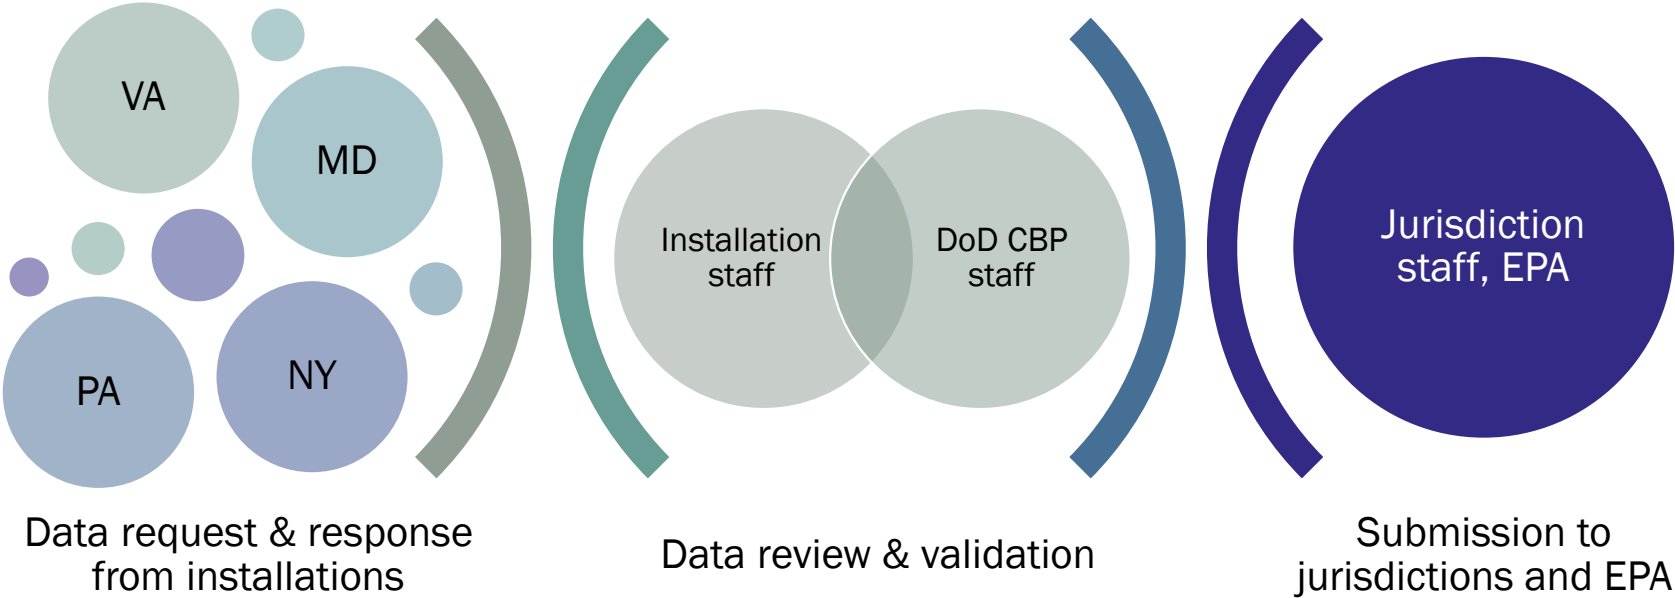 VA
MD
PA
NY
Data request & response
from installations
Installation
staff
DoD CBP
staff
Data review & validation
Jurisdiction
staff, EPA
Submission to
jurisdictions and EPA